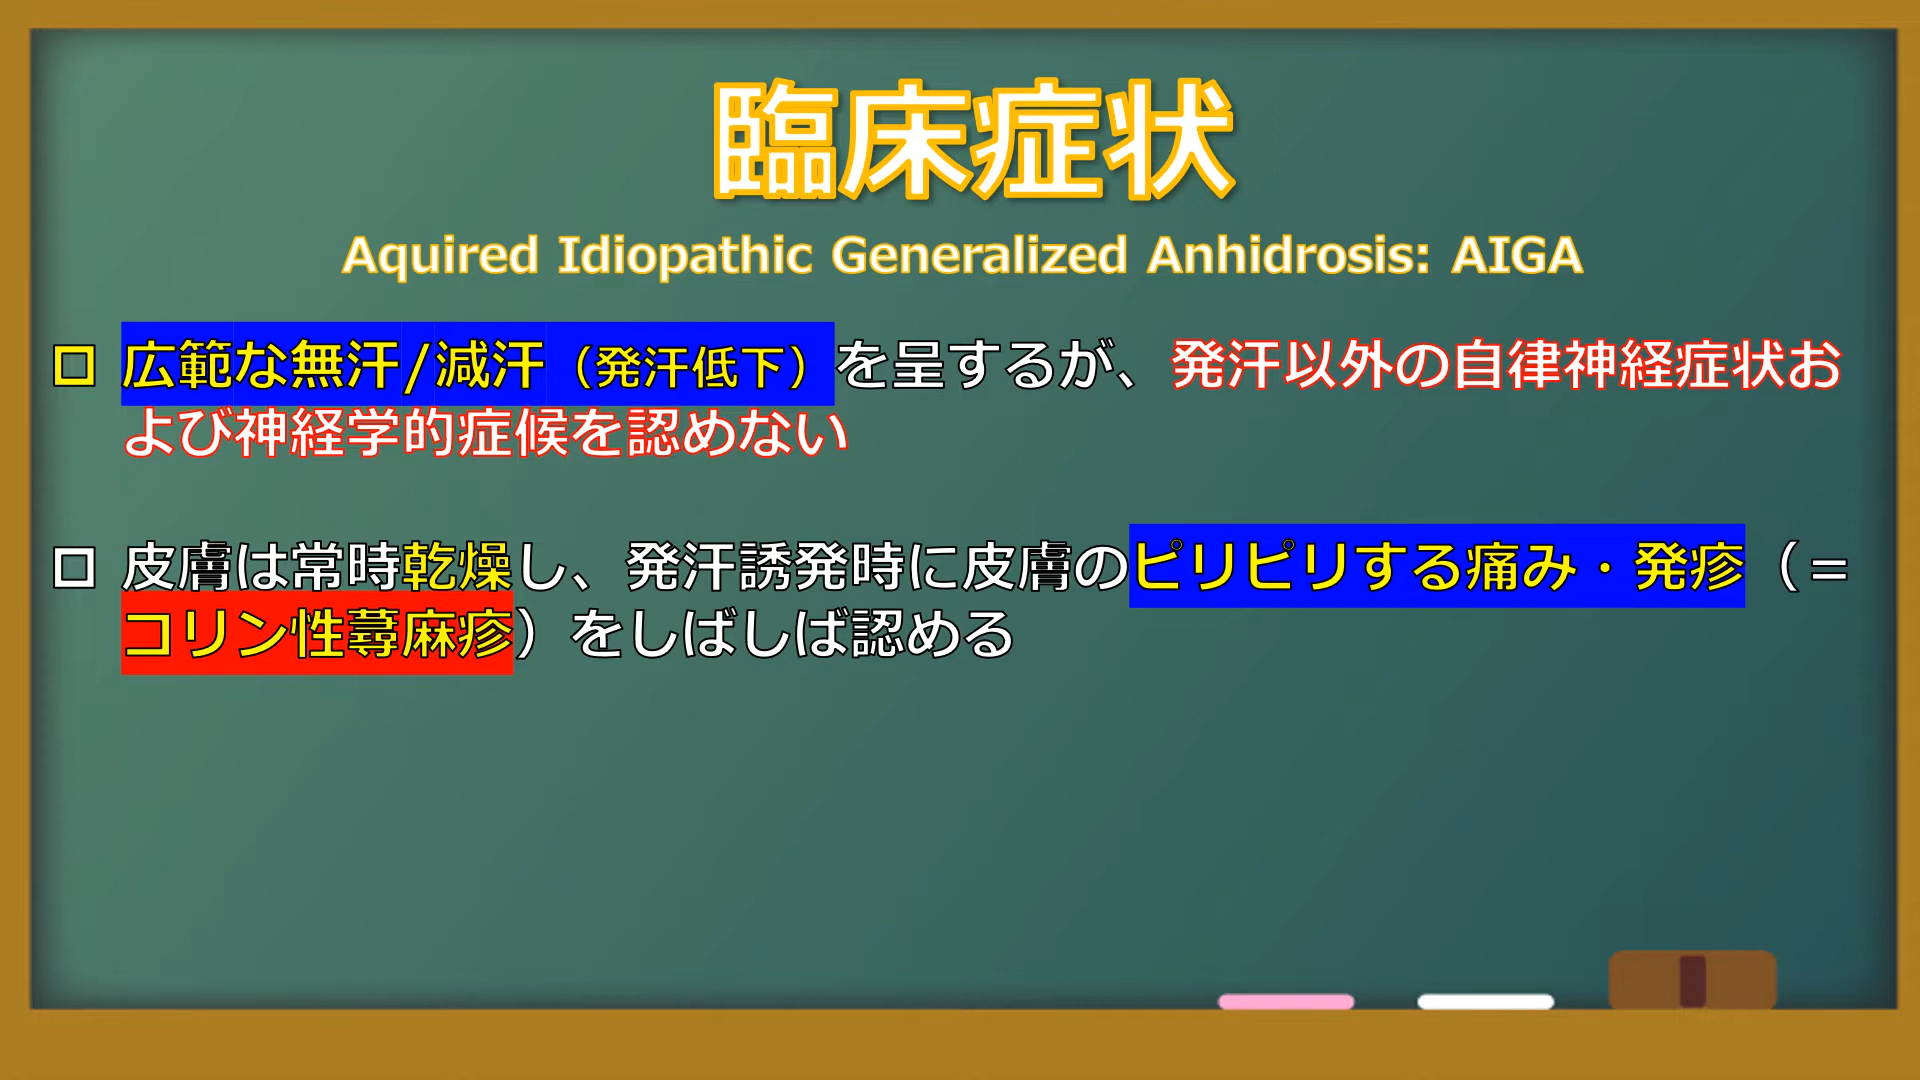 臨床症状
Aquired Idiopathic Generalized Anhidrosis: AIGA
□ 広範な無汗/減汗（発汗低下）を呈するが、発汗以外の自律神経症状お
よび神経学的症候を認めない
□ 皮膚は常時乾燥し、発汗誘発時に皮膚のピリピリする痛み・発疹（＝
コリン性蕁麻疹）をしばしば認める